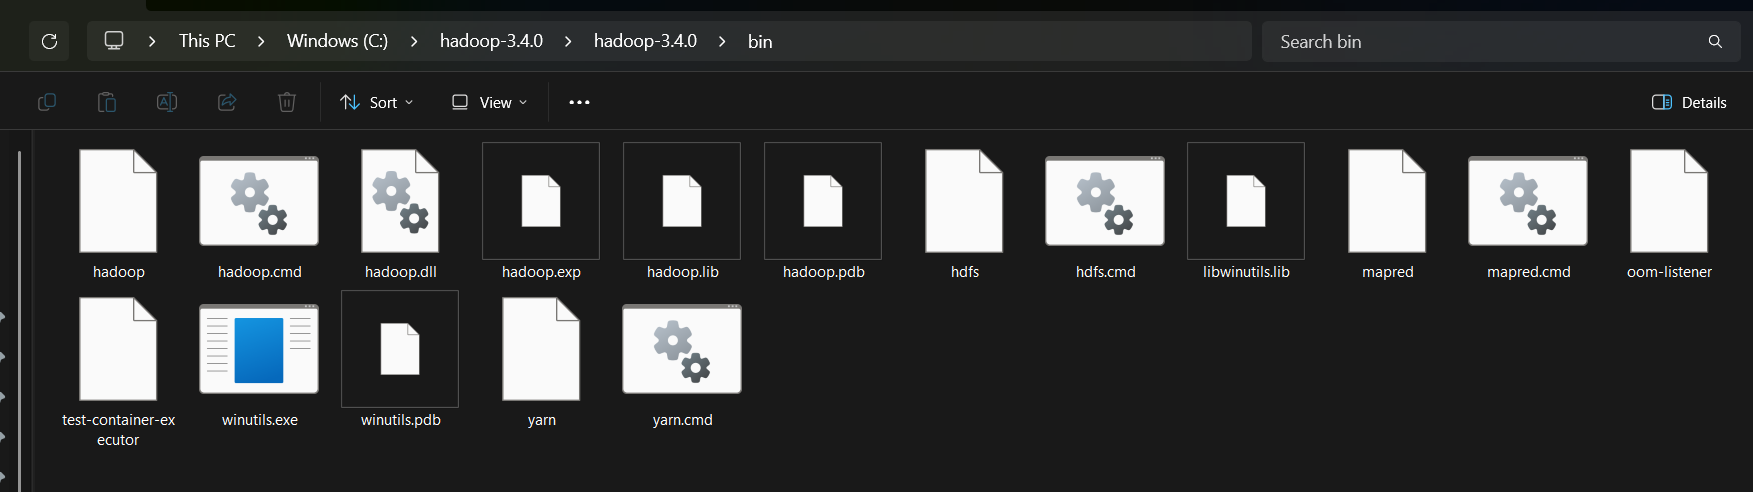 This PC
Windows (C:)
hadoop-3.4.0
hadoop-3.4.0
bin
Search bin
Sort
View
Details
hadoop
hadoop.cmd
hadoop.dll
hadoop.exp
hadoop.lib
hadoop.pdb
hdfs
hdfs.cmd
libwinutils.lib
mapred
mapred.cmd
oom-listener
test-container-ex
ecutor
winutils.exe
winutils.pdb
yarn
yarn.cmd